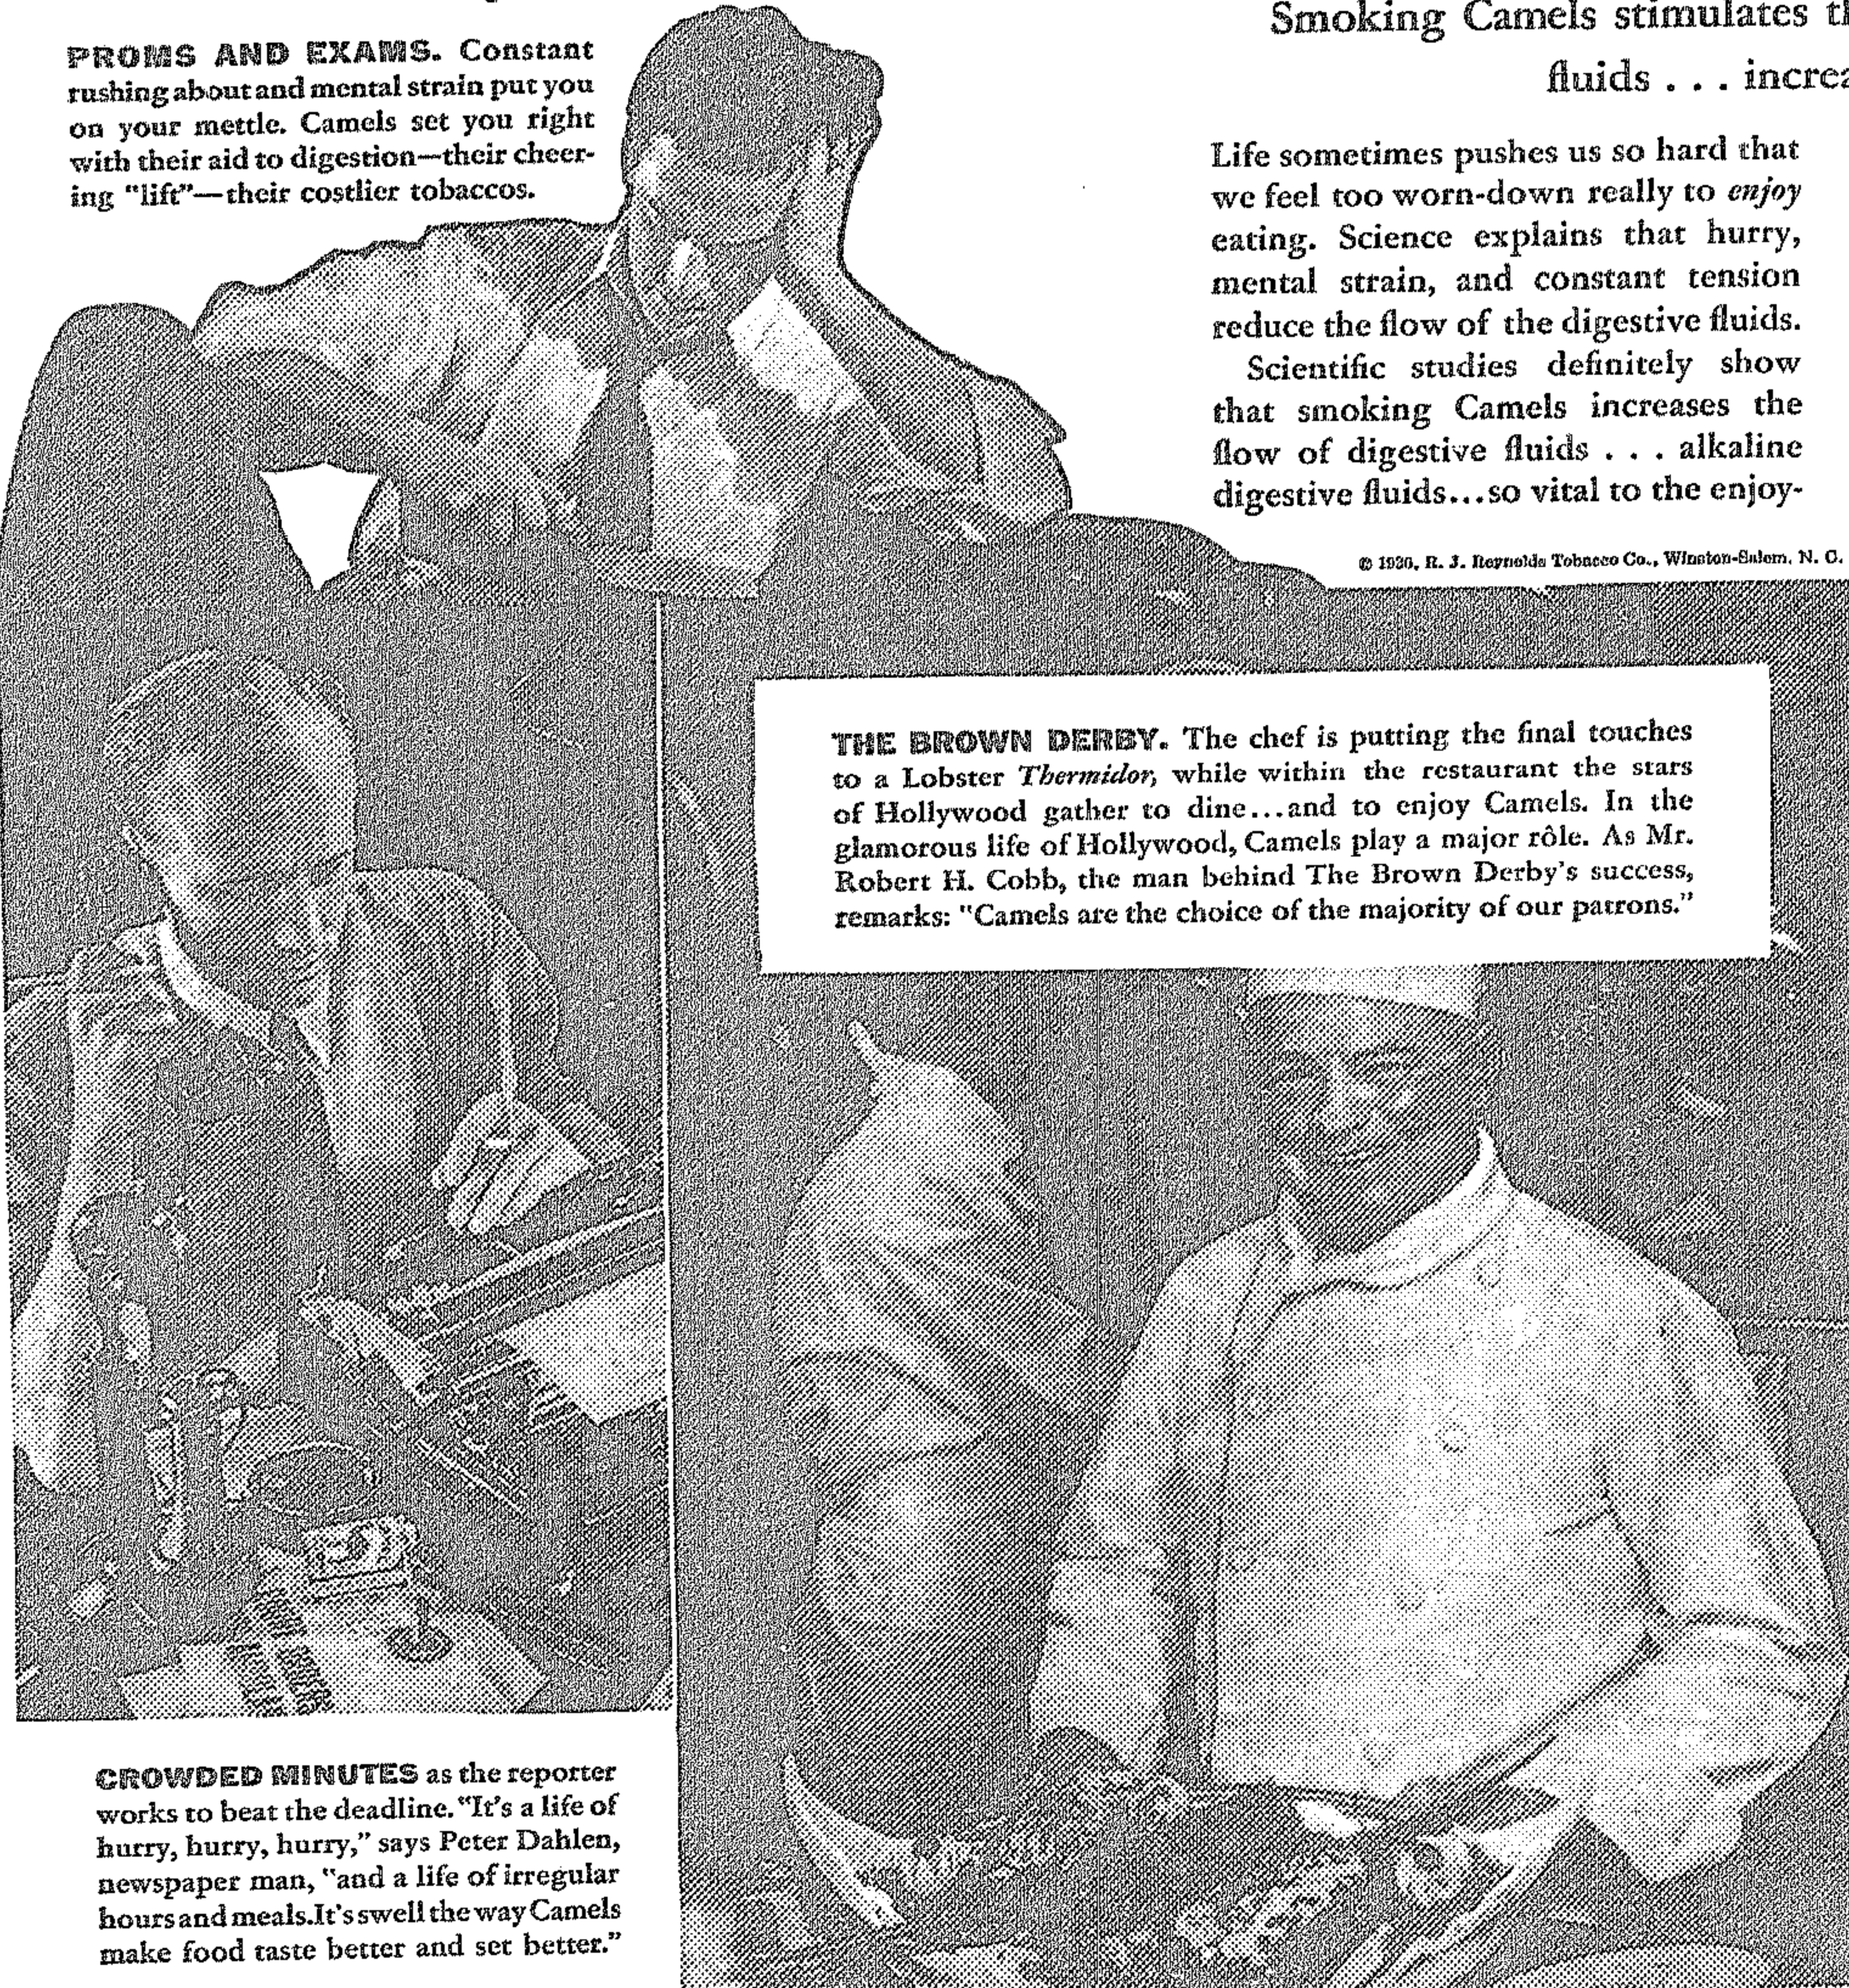 PROMS AND EXAMS. Constant
rushing about and mental strain put you
on your mettle. Camels set you right
with their aid to digestion—their cheer-
ing "lift"—their costlier tobaccos.
Smoking Camels stimulates
fluids . . . increa
Life sometimes pushes us so hard that
we feel too worn-down really to enjoy
eating. Science explains that hurry,
mental strain, and constant tension
reduce the flow of the digestive fluids.
Scientific studies definitely show
that smoking Camels increases the
flow of digestive fluids . . . alkaline
digestive fluids...so vital to the enjoy-
© 1936, R. J. Reynolds Tobacco Co., Winston-Salem, N. C.
THE BROWN DERBY. The chef is putting the final touches
to a Lobster Thermidor, while within the restaurant the stars
of Hollywood gather to dine...and to enjoy Camels. In the
glamorous life of Hollywood, Camels play a major rôle. As Mr.
Robert H. Cobb, the man behind The Brown Derby's success,
remarks: "Camels are the choice of the majority of our patrons."
CROWDED MINUTES as the reporter
works to beat the deadline. "It's a life of
hurry, hurry, hurry," says Peter Dahlen,
newspaper man, "and a life of irregular
hours and meals. It's swell the way Camels
make food taste better and set better."